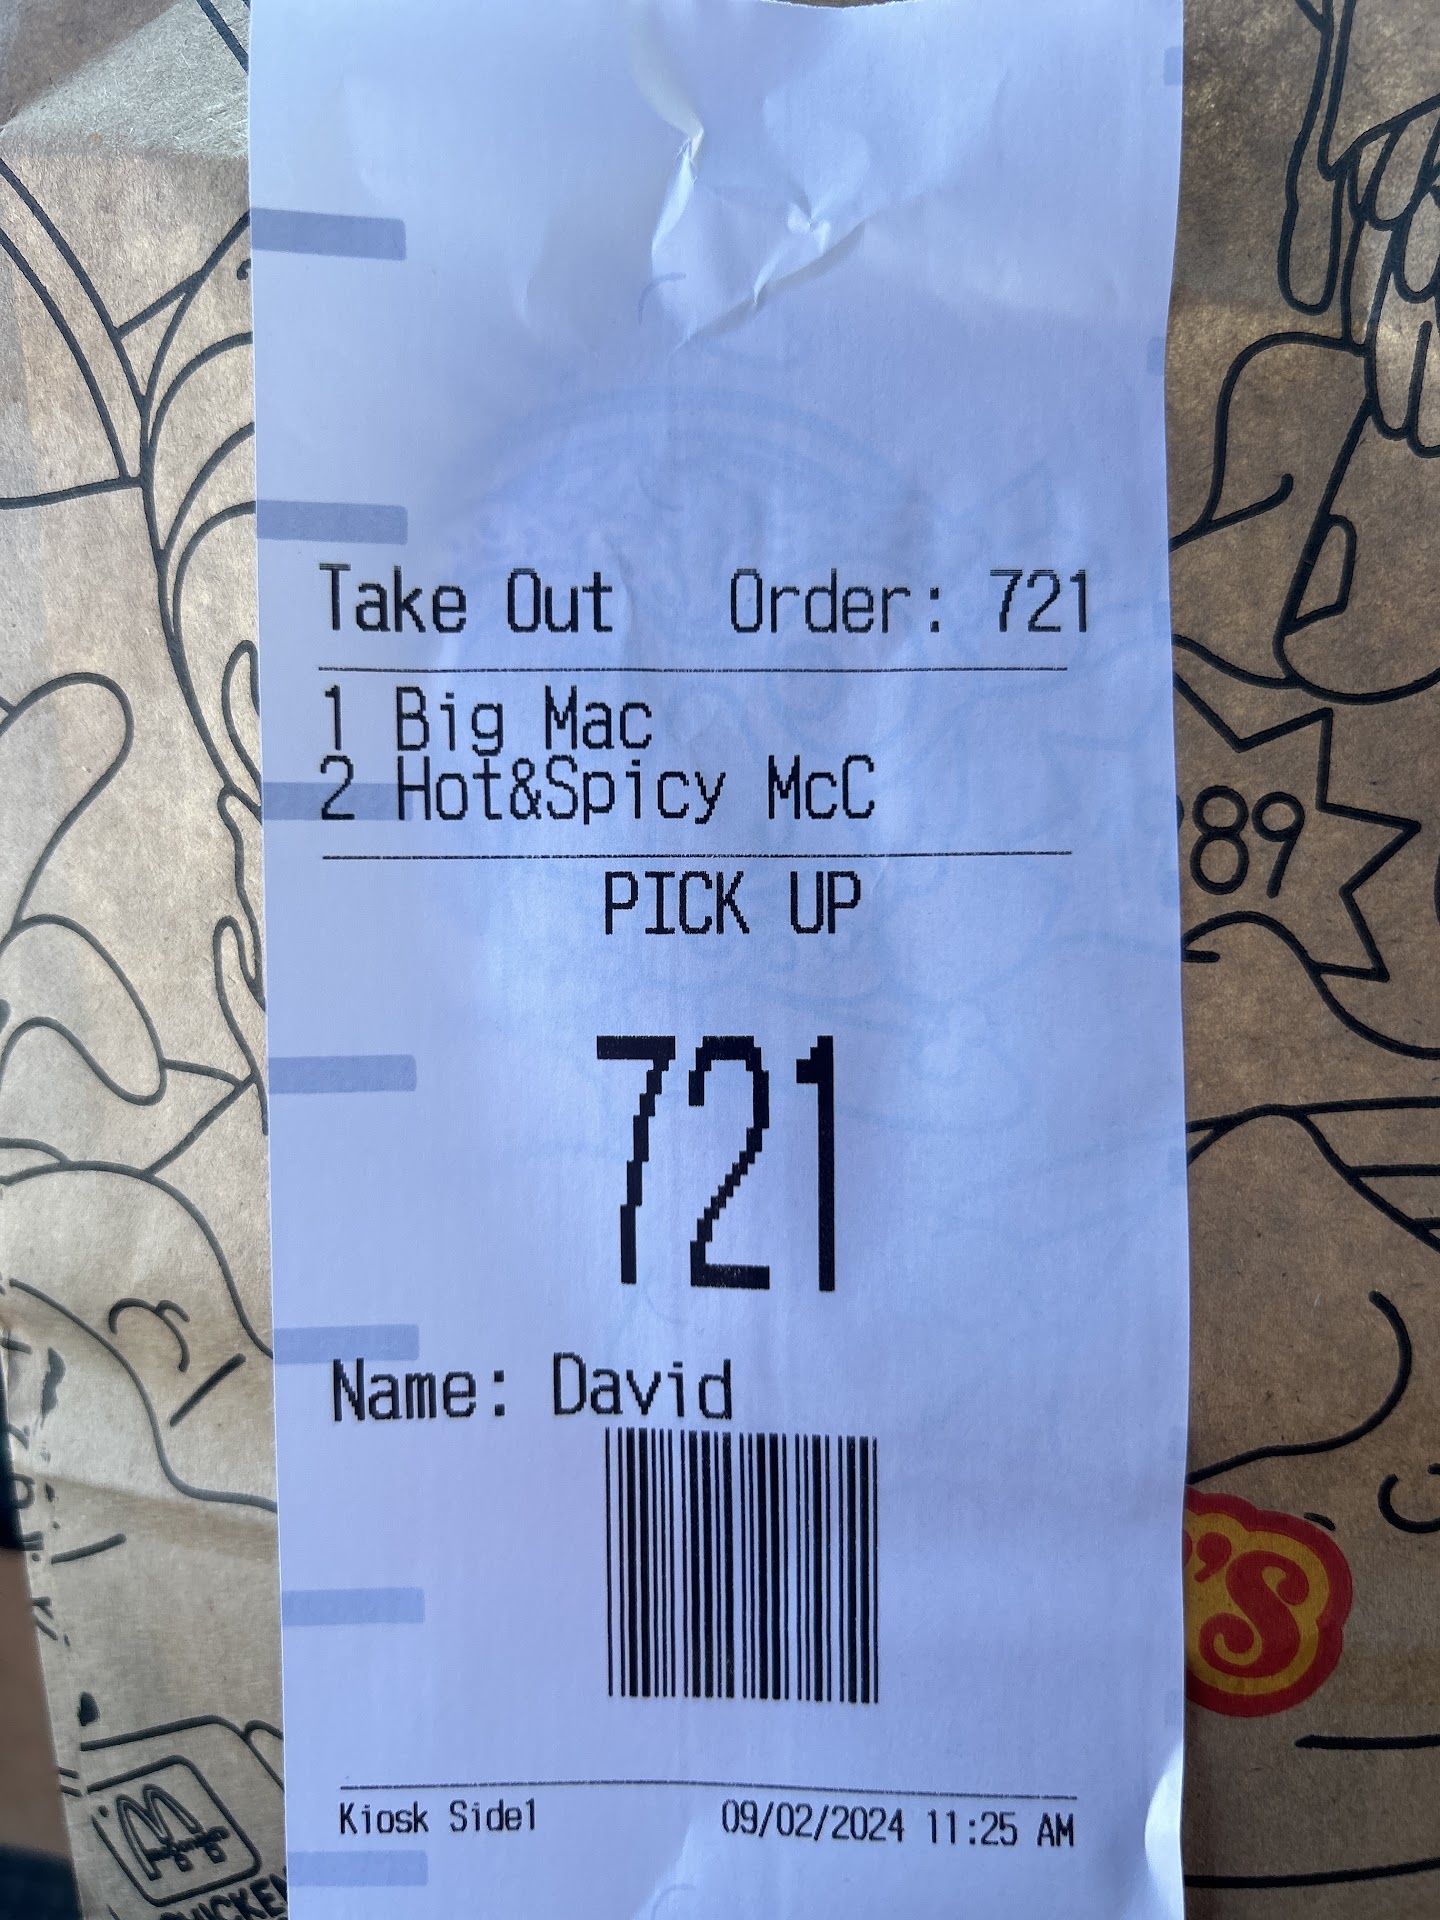 Take Out Order: 721
1 Big Mac
2 Hot&Spicy McC
PICK UP
721
Name: David
Kiosk Side1 09/02/2024 11:25 AM
89
'S